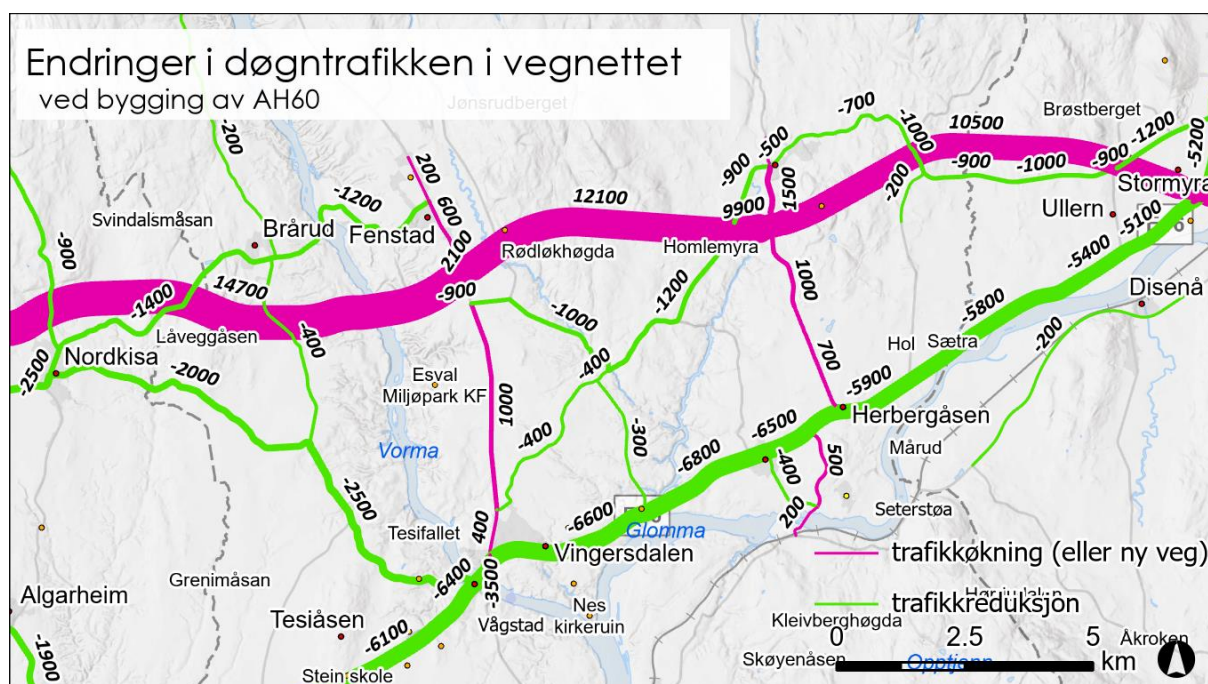 Endringer i døgntrafikken i vegnettet
ved bygging av AH60
Jønsrudberget
Brøstberget
-200
-700
-1000
10500
-1200
-5200
-500
-900
200
600
-900
-1000
-900
-200
1500
Stormyra
Svindalsmåsan
-1200
12100
9900
Ullern
-5100
6
Brårud
Fenstad
2100
Rødløkhøgda
Homlemyra
-5400
-900
14700
-900
-1200
1000
Disenå
-1400
Låveggåsen
-400
-1000
-5800
-200
Nordkisa
-2500
-2000
-400
700
Hol
Sætra
Esval
Miljøpark KF
1000
-5900
Herbergåsen
-400
-300
-6500
-6800
-400
500
Mårud
Vorma
-2500
200
Seterstøa
Tesifallet
400
-6600
Glomma
Vingersdalen
trafikkøkning (eller ny veg)
Grenimåsan
-6400
-3500
Algarheim
Nes
kirkeruin
trafikkreduksjon
Tesiåsen
-6100
Vågstad
Kleivberghøgda
-1900
0
2.5
5
km
Åkroken
Stein skole
Skøyenåsen
Opptjenn